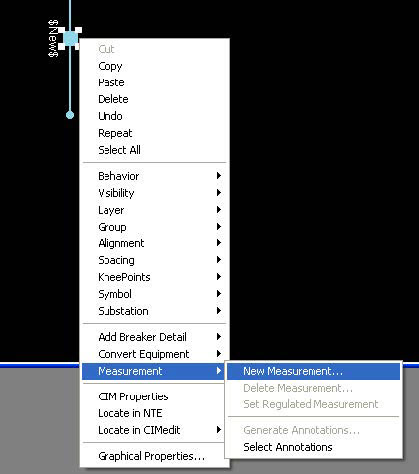 $New$
Cut
Copy
Paste
Delete
Undo
Repeat
Select All
Behavior
Visibility
Layer
Group
Alignment
Spacing
KneePoints
Symbol
Substation
Add Breaker Detail
Convert Equipment
Measurement
New Measurement...
Delete Measurement...
Set Regulated Measurement
Generate Annotations...
Select Annotations
CIM Properties
Locate in NTE
Locate in CIMedit
Graphical Properties...